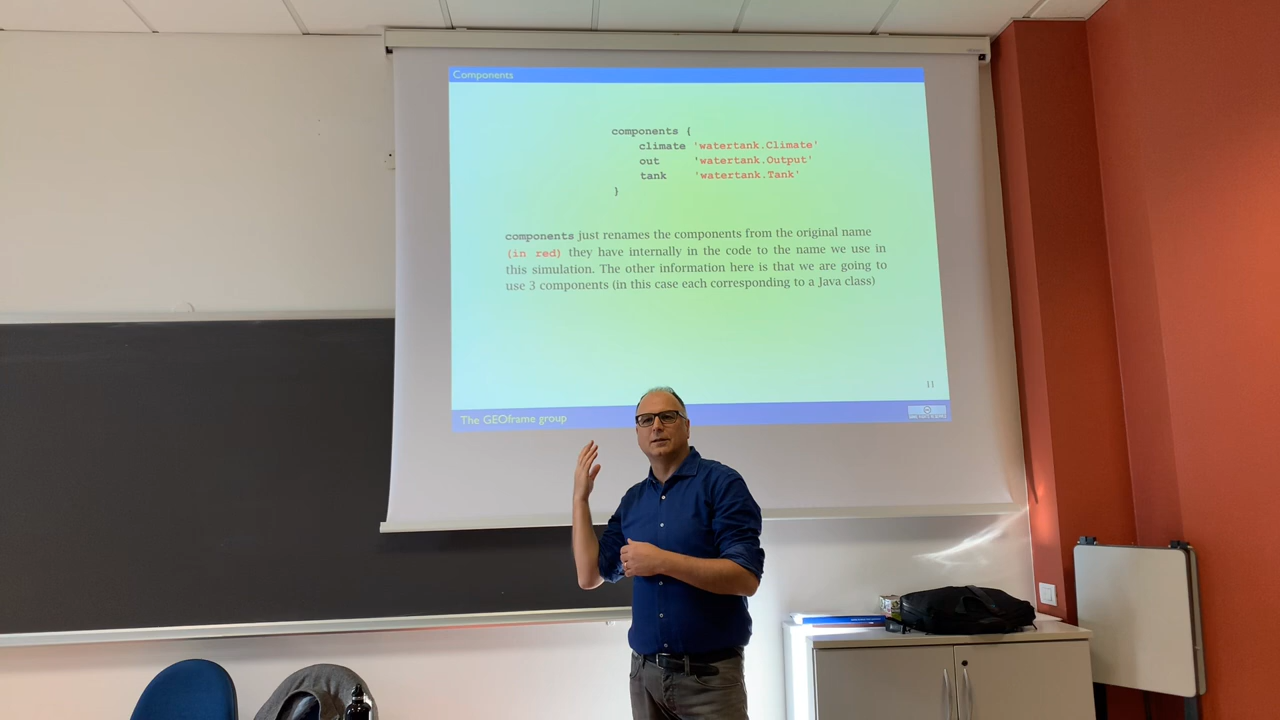 Components
components {
climate 'watertank.Climate'
out 'watertank.Output'
tank 'watertank.Tank'
}
components just renames the components from the original name
(in red) they have internally in the code to the name we use in
this simulation. The other information here is that we are going to
use 3 components (in this case each corresponding to a Java class)
11
The GEOframe group